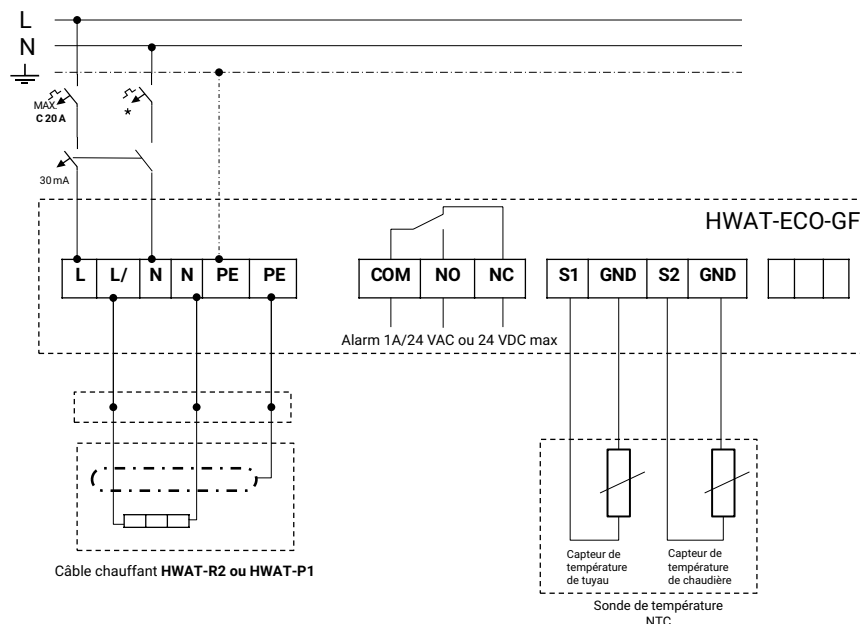 L
N
MAX.
C 20 A
*
30 mA
HWAT-ECO-GF
L L/ N N PE PE
COM NO NC
S1 GND S2 GND
Alarm 1A/24 VAC ou 24 VDC max
Câble chauffant HWAT-R2 ou HWAT-P1
Capteur de
température
de tuyau
Capteur de
température
de chaudière
Sonde de température
NTC